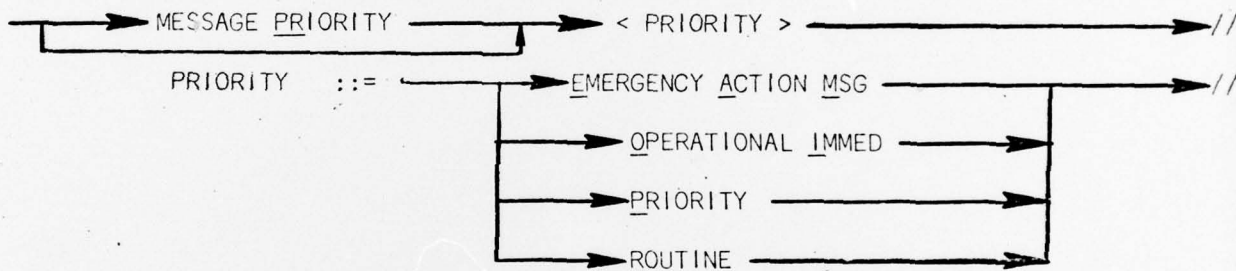 MESSAGE PRIORITY < PRIORITY > //
PRIORITY ::= EMERGENCY ACTION MSG //
OPERATIONAL IMMED
PRIORITY
ROUTINE